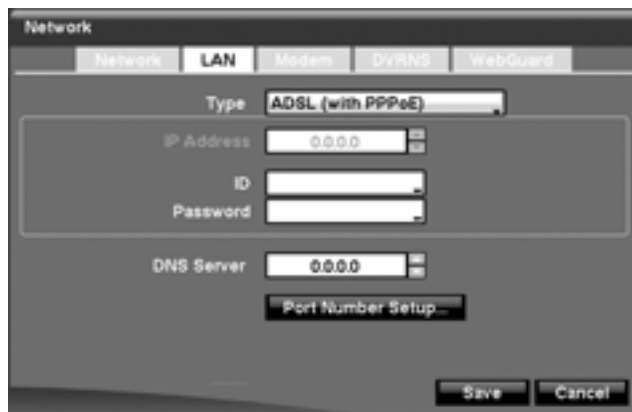 Network
Network LAN Modem DVRNS WebGuard
Type ADSL (with PPPoE)
IP Address 0.0.0.0
ID
Password
DNS Server 0.0.0.0
Port Number Setup...
Save Cancel